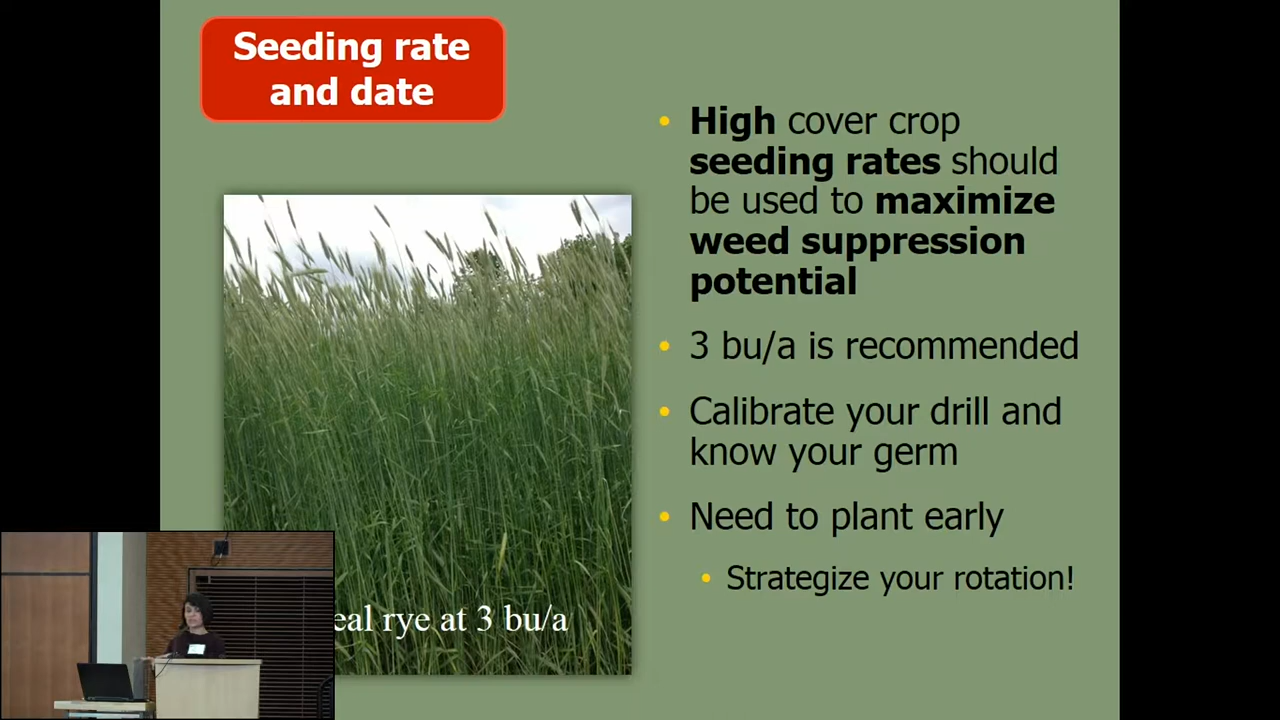 Seeding rate
and date
• High cover crop
seeding rates should
be used to maximize
weed suppression
potential
• 3 bu/a is recommended
• Calibrate your drill and
know your germ
• Need to plant early
• Strategize your rotation!
eal rye at 3 bu/a